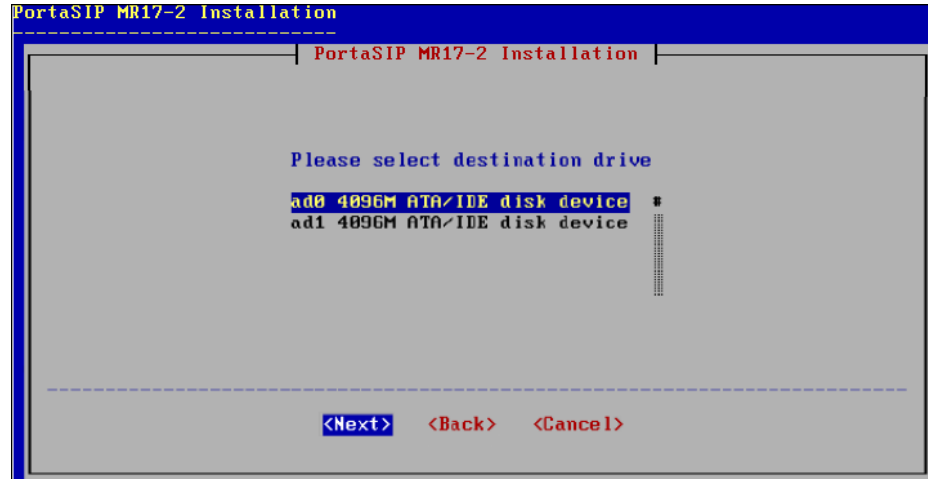 PortaSIP MR17-2 Installation
PortaSIP MR17-2 Installation
Please select destination drive
ad0 4096M ATA/IDE disk device #
ad1 4096M ATA/IDE disk device
<Next> <Back> <Cancel>